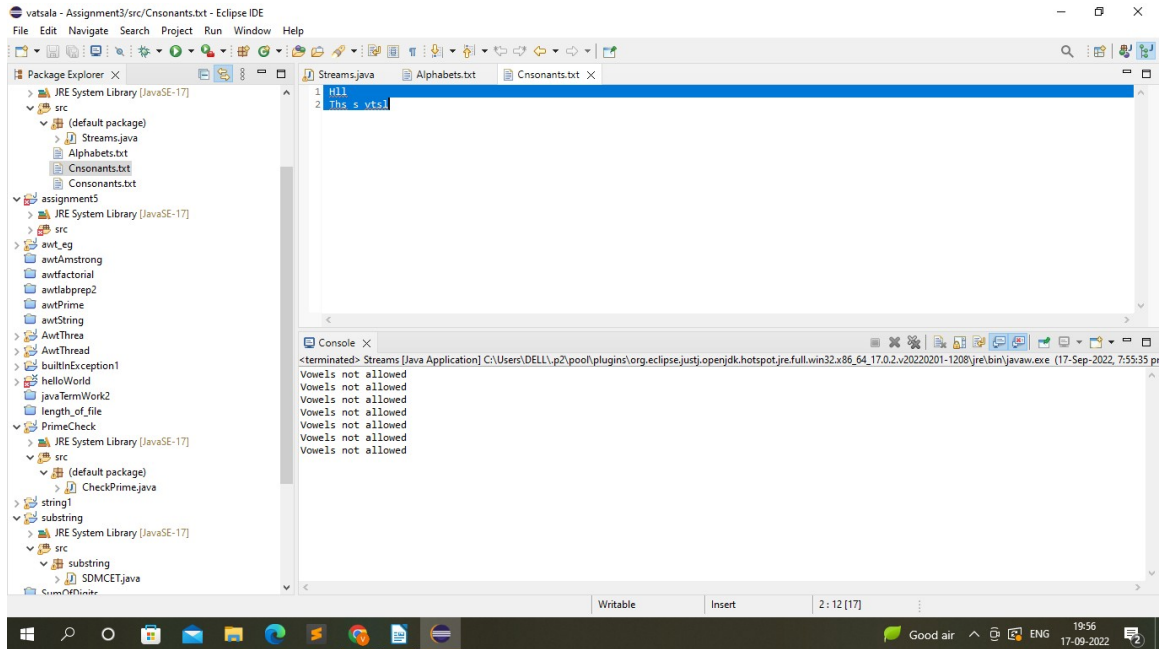 vatsala - Assignment3/src/Cnsonants.txt - Eclipse IDE
File Edit Navigate Search Project Run Window Help
Package Explorer
JRE System Library [JavaSE-17]
src
(default package)
Streams.java
Alphabets.txt
Cnsonants.txt
Consonants.txt
assignment5
JRE System Library [JavaSE-17]
src
awt_eg
awtAmstrong
awtfactorial
awtlabprep2
awtPrime
awtString
AwtThrea
AwtThread
builtInException1
helloWorld
javaTermWork2
length_of_file
PrimeCheck
JRE System Library [JavaSE-17]
src
(default package)
CheckPrime.java
string1
substring
JRE System Library [JavaSE-17]
src
substring
SDMCET.java
SumOfDigits
Streams.java Alphabets.txt Cnsonants.txt
1 Hll
2 Ths s vtsl
Console
<terminated> Streams [Java Application] C:\Users\DELL\.p2\pool\plugins\org.eclipse.justj.openjdk.hotspot.jre.full.win32.x86_64_17.0.2.v20220201-1208\jre\bin\javaw.exe (17-Sep-2022, 7:55:35 pr
Vowels not allowed
Vowels not allowed
Vowels not allowed
Vowels not allowed
Vowels not allowed
Vowels not allowed
Vowels not allowed
Writable Insert 2 : 12 [17]
Good air ENG 19:56
17-09-2022
2